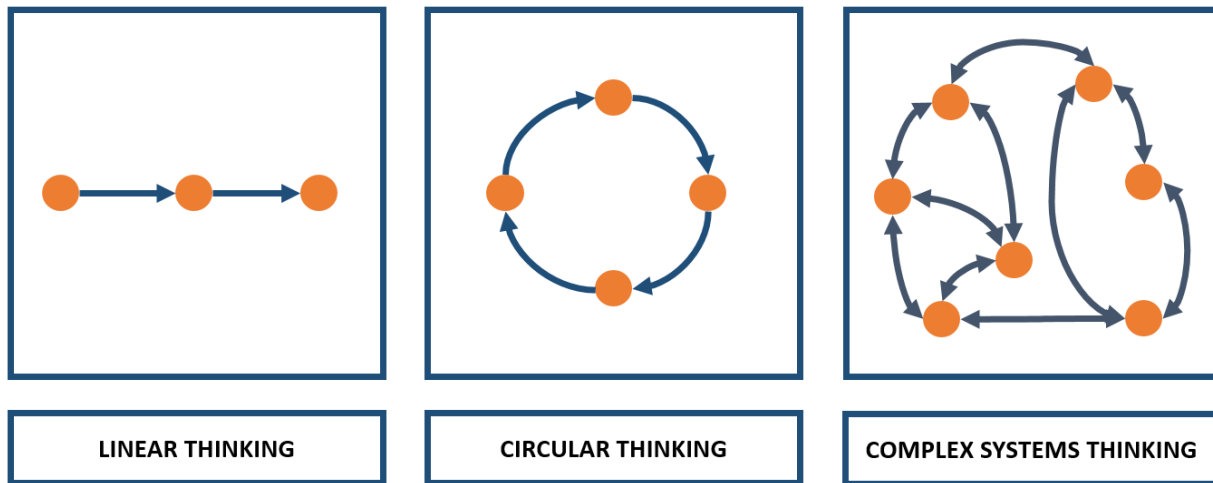 LINEAR THINKING
CIRCULAR THINKING
COMPLEX SYSTEMS THINKING